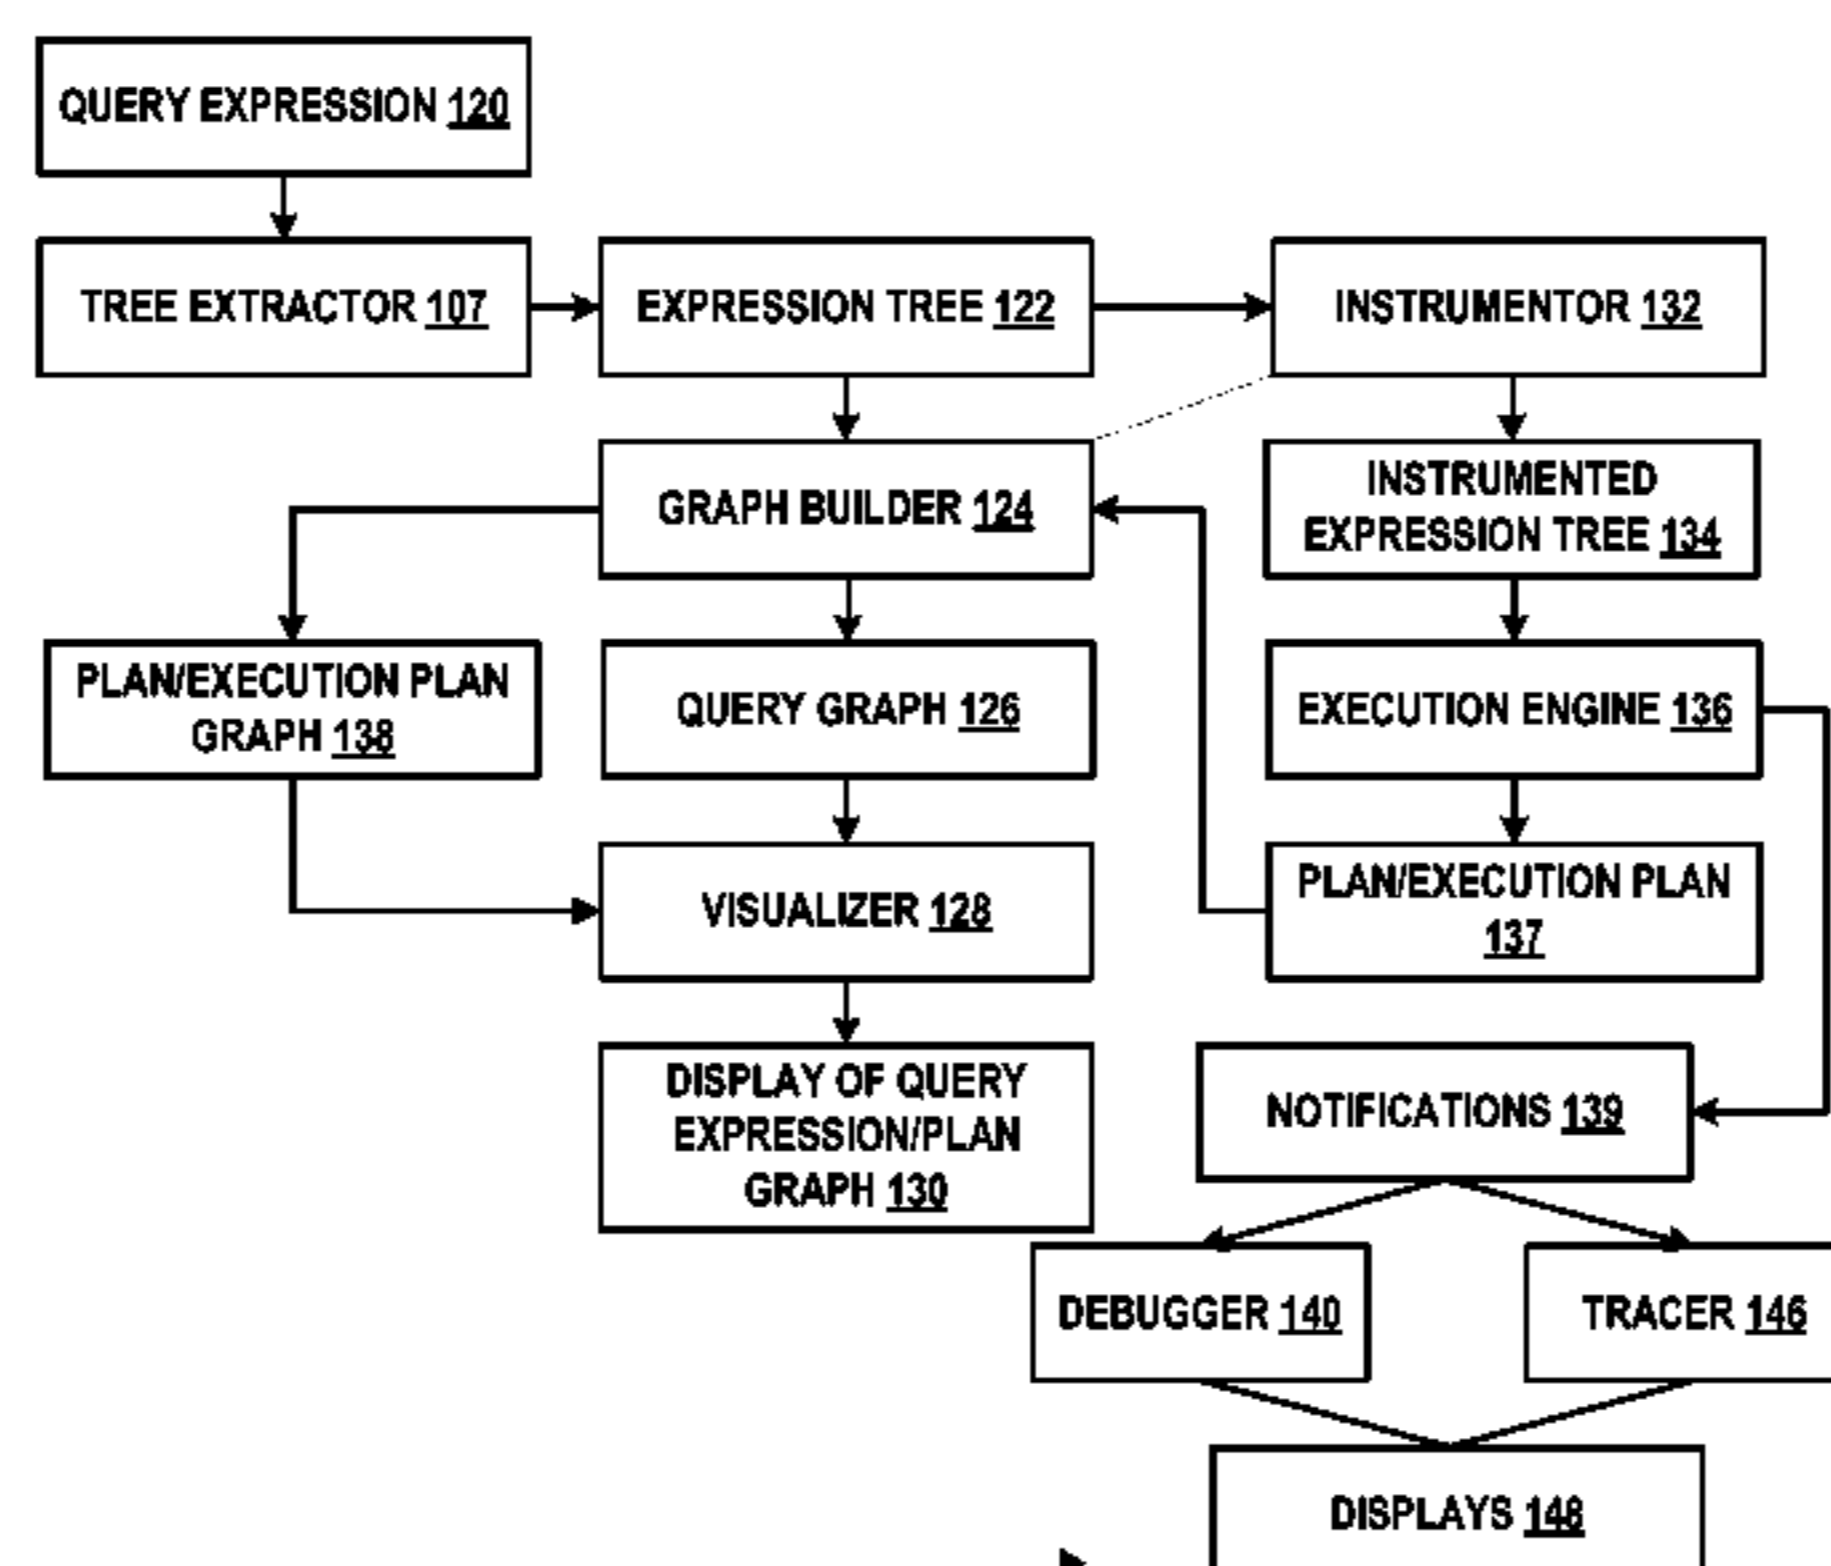 QUERY EXPRESSION 120
TREE EXTRACTOR 107
EXPRESSION TREE 122
INSTRUMENTOR 132
GRAPH BUILDER 124
INSTRUMENTED
EXPRESSION TREE 134
PLAN/EXECUTION PLAN
GRAPH 138
QUERY GRAPH 126
EXECUTION ENGINE 136
VISUALIZER 128
PLAN/EXECUTION PLAN
137
DISPLAY OF QUERY
EXPRESSION/PLAN
GRAPH 130
NOTIFICATIONS 139
DEBUGGER 140
TRACER 146
DISPLAYS 148